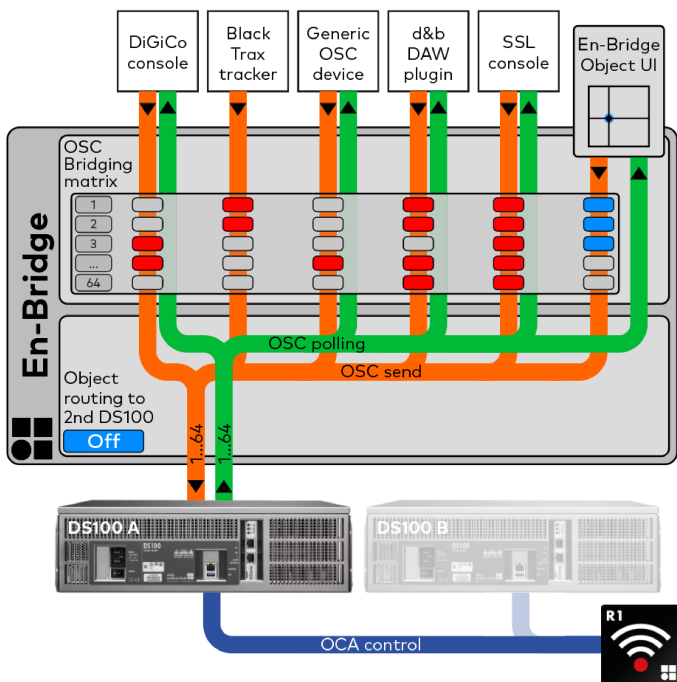 DiGiCo
console
Black
Trax
tracker
Generic
OSC
device
d&b
DAW
plugin
SSL
console
En-Bridge
Object UI
OSC
Bridging
matrix
1
2
3
...
64
En-Bridge
OSC polling
OSC send
Object
routing to
2nd DS100
Off
1...64
1...64
DS100 A
DS100
DS100 B
DS100
R1
OCA control